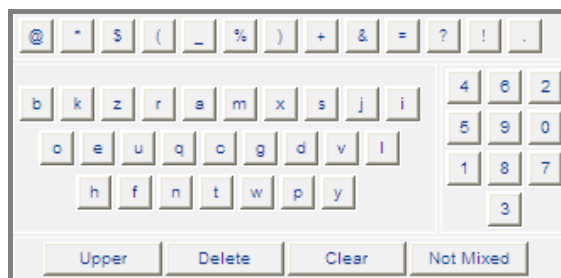 @ * $ ( _ % ) + & = ? ! .
b k z r a m x s j i
o e u q c g d v l
h f n t w p y
4 6 2
5 9 0
1 8 7
3
Upper Delete Clear Not Mixed